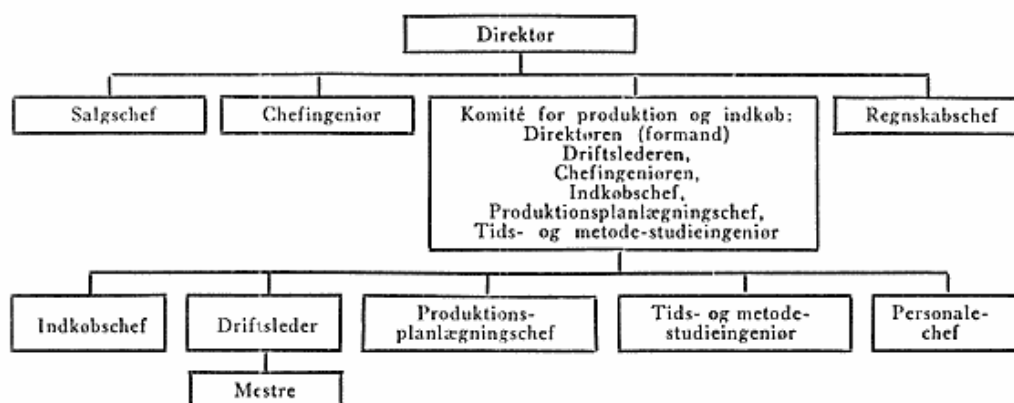 Direktør
Salgschef
Chefingeniør
Komité for produktion og indkøb:
Direktøren (formand)
Driftslederen,
Chefingeniøren,
Indkøbschef,
Produktionsplanlægningschef,
Tids- og metode-studieingeniør
Regnskabschef
Indkøbschef
Driftsleder
Produktions-
planlægningschef
Tids- og metode-
studieingeniør
Personale-
chef
Mestre